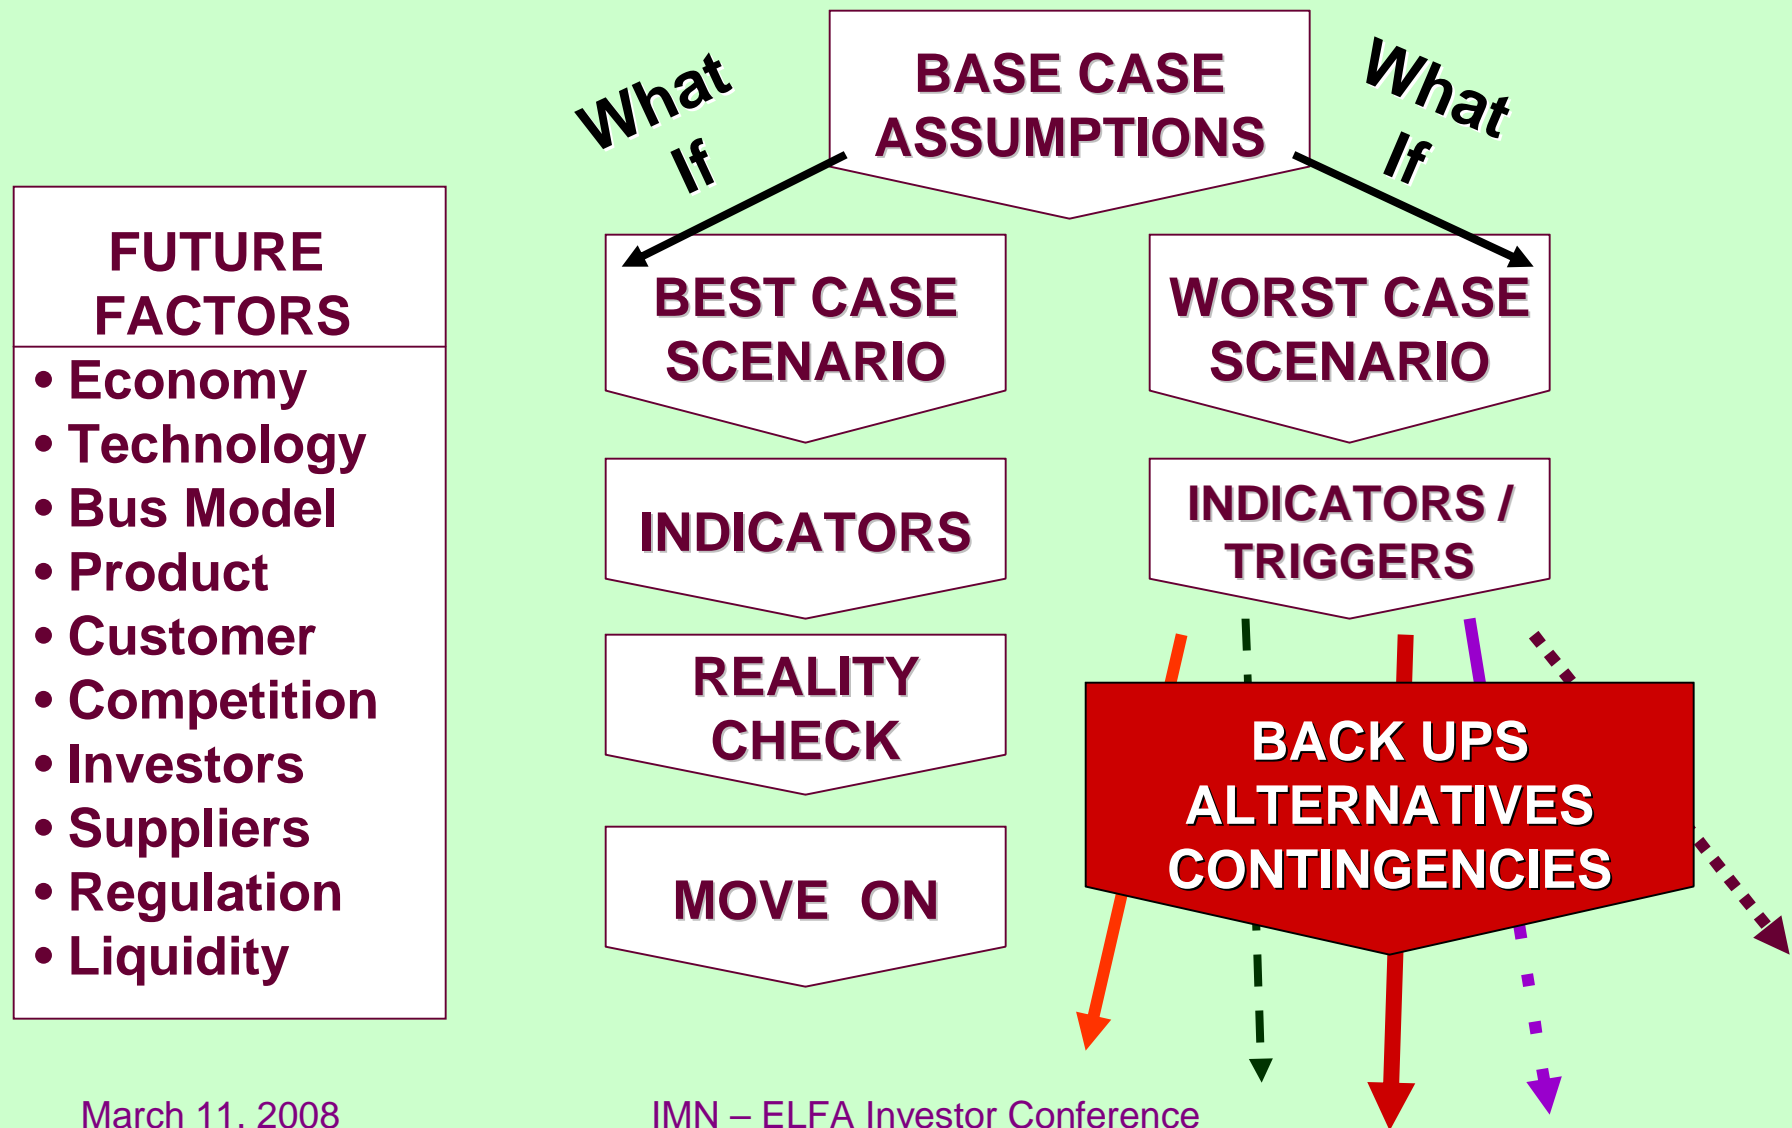 BASE CASE
ASSUMPTIONS
What
If
What
If
FUTURE
FACTORS
• Economy
• Technology
• Bus Model
• Product
• Customer
• Competition
• Investors
• Suppliers
• Regulation
• Liquidity
BEST CASE
SCENARIO
INDICATORS
REALITY
CHECK
MOVE ON
WORST CASE
SCENARIO
INDICATORS /
TRIGGERS
BACK UPS
ALTERNATIVES
CONTINGENCIES
March 11, 2008
IMN – ELFA Investor Conference